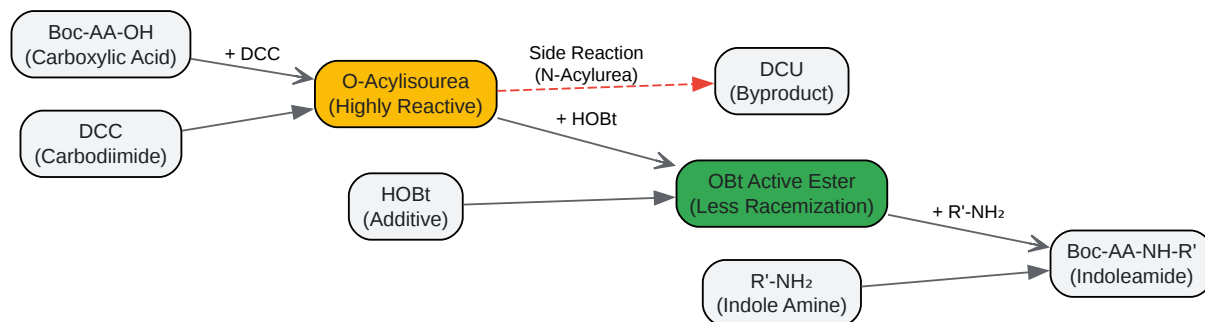 Boc-AA-OH
(Carboxylic Acid)
+ DCC
DCC
(Carbodiimide)
O-Acylisourea
(Highly Reactive)
Side Reaction
(N-Acylurea)
DCU
(Byproduct)
+ HOBt
HOBt
(Additive)
OBt Active Ester
(Less Racemization)
+ R'-NH₂
R'-NH₂
(Indole Amine)
Boc-AA-NH-R'
(Indoleamide)